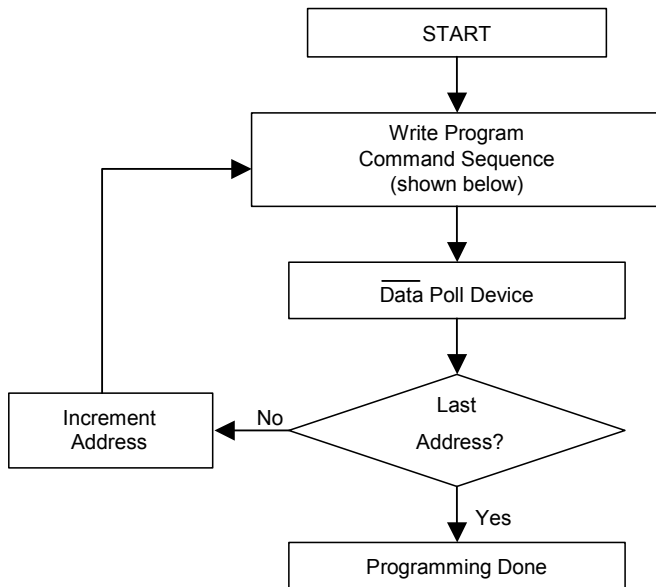 START
Write Program
Command Sequence
(shown below)
Data Poll Device
Last
Address?
No
Increment
Address
Yes
Programming Done